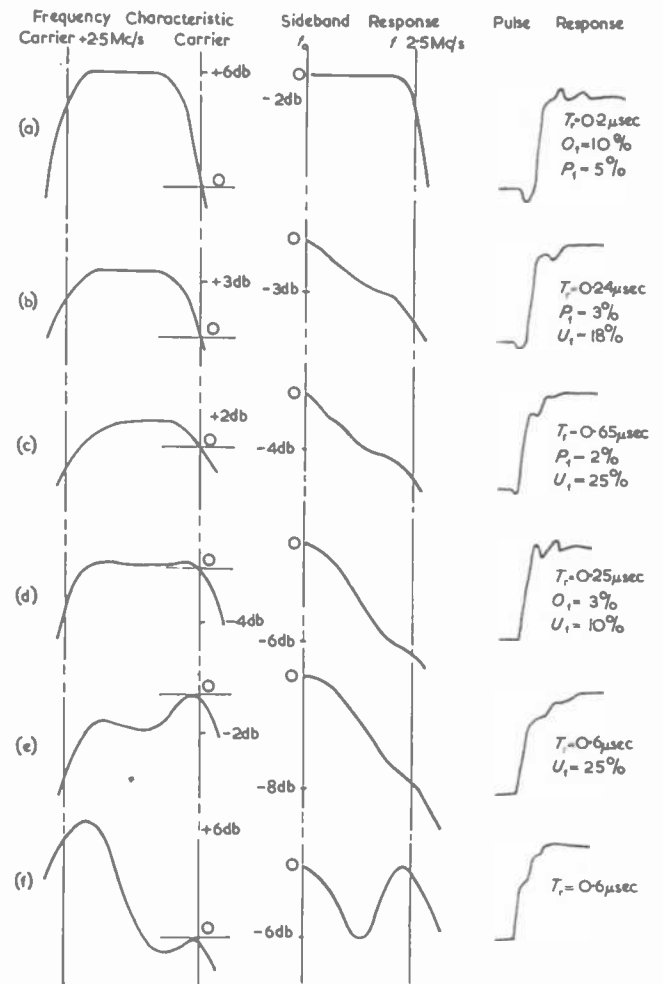 Frequency Characteristic
Carrier +2·5 Mc/s Carrier
Sideband Response
f₀ f 2·5Mc/s
Pulse Response
(a)
+6db
O
O
-2db
Tᵣ=0·2μsec
O₁=10%
P₁= 5%
(b)
+3db
O
O
-3db
Tᵣ=0·24μsec
P₁= 3%
U₁= 18%
(c)
+2db
O
O
-4db
Tᵣ=0·65μsec
P₁= 2%
U₁= 25%
(d)
O
-4db
O
-6db
Tᵣ=0·25μsec
O₁= 3%
U₁= 10%
(e)
O
-2db
O
-8db
Tᵣ=0·6μsec
U₁= 25%
(f)
+6db
O
O
-6db
Tᵣ=0·6μsec